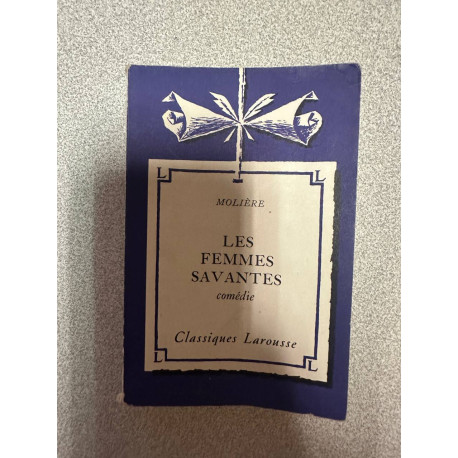 L L
MOLIÈRE
LES
FEMMES
SAVANTES
comédie
Classiques Larousse
L L